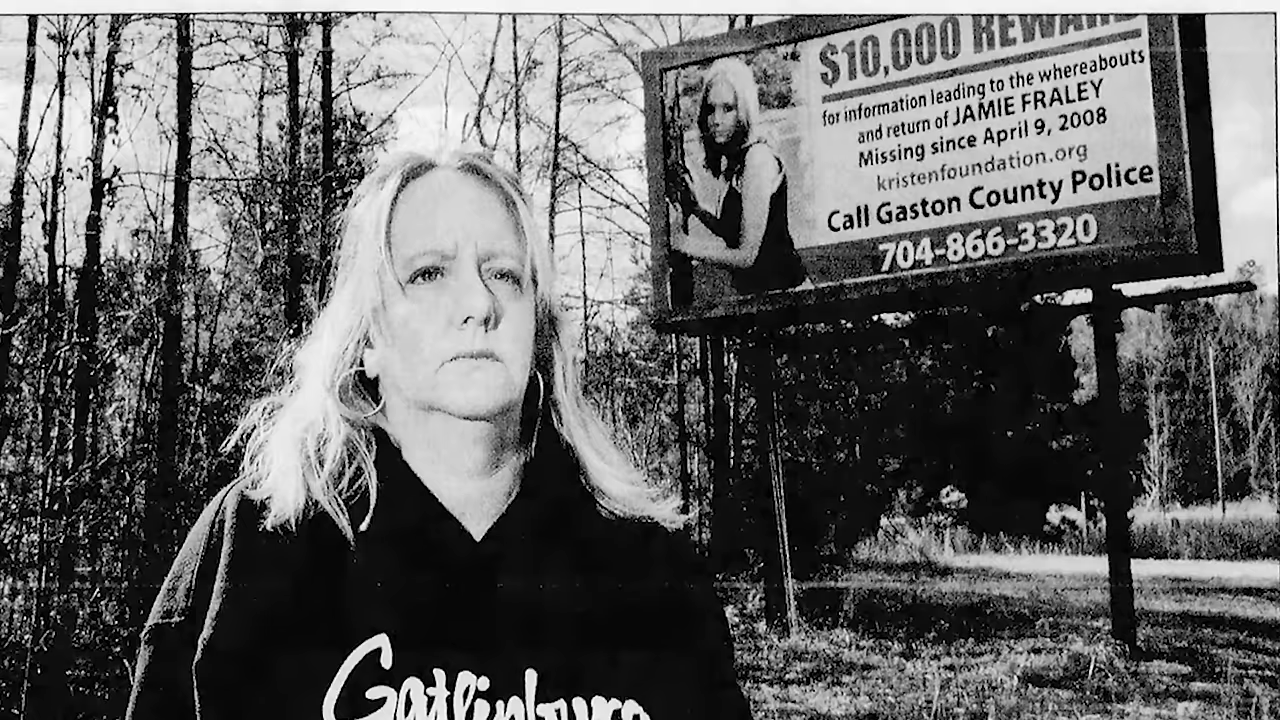 $10,000 REWARD
for information leading to the whereabouts
and return of JAMIE FRALEY
Missing since April 9, 2008
kristenfoundation.org
Call Gaston County Police
704-866-3320
Gatlinburg